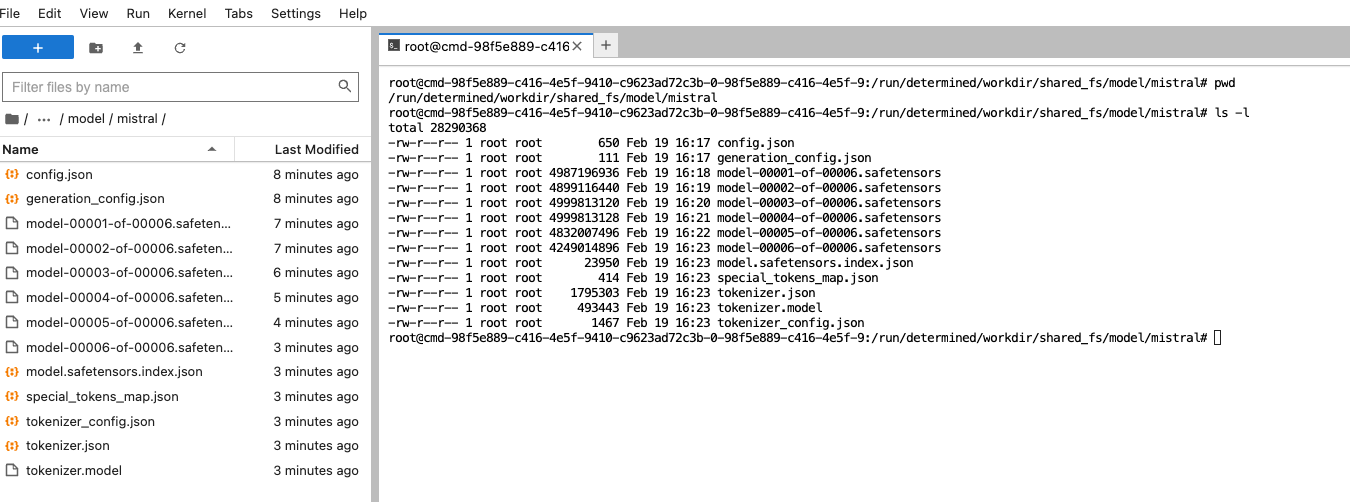 File Edit View Run Kernel Tabs Settings Help
+
Filter files by name
/ ... / model / mistral /
Name Last Modified
config.json 8 minutes ago
generation_config.json 8 minutes ago
model-00001-of-00006.safeten... 7 minutes ago
model-00002-of-00006.safeten... 7 minutes ago
model-00003-of-00006.safeten... 6 minutes ago
model-00004-of-00006.safeten... 5 minutes ago
model-00005-of-00006.safeten... 4 minutes ago
model-00006-of-00006.safeten... 3 minutes ago
model.safetensors.index.json 3 minutes ago
special_tokens_map.json 3 minutes ago
tokenizer_config.json 3 minutes ago
tokenizer.json 3 minutes ago
tokenizer.model 3 minutes ago
root@cmd-98f5e889-c416 × +
root@cmd-98f5e889-c416-4e5f-9410-c9623ad72c3b-0-98f5e889-c416-4e5f-9:/run/determined/workdir/shared_fs/model/mistral# pwd
/run/determined/workdir/shared_fs/model/mistral
root@cmd-98f5e889-c416-4e5f-9410-c9623ad72c3b-0-98f5e889-c416-4e5f-9:/run/determined/workdir/shared_fs/model/mistral# ls -l
total 28290368
-rw-r--r-- 1 root root 650 Feb 19 16:17 config.json
-rw-r--r-- 1 root root 111 Feb 19 16:17 generation_config.json
-rw-r--r-- 1 root root 4987196936 Feb 19 16:18 model-00001-of-00006.safetensors
-rw-r--r-- 1 root root 4899116440 Feb 19 16:19 model-00002-of-00006.safetensors
-rw-r--r-- 1 root root 4999813120 Feb 19 16:20 model-00003-of-00006.safetensors
-rw-r--r-- 1 root root 4999813128 Feb 19 16:21 model-00004-of-00006.safetensors
-rw-r--r-- 1 root root 4832007496 Feb 19 16:22 model-00005-of-00006.safetensors
-rw-r--r-- 1 root root 4249014896 Feb 19 16:23 model-00006-of-00006.safetensors
-rw-r--r-- 1 root root 23950 Feb 19 16:23 model.safetensors.index.json
-rw-r--r-- 1 root root 414 Feb 19 16:23 special_tokens_map.json
-rw-r--r-- 1 root root 1795303 Feb 19 16:23 tokenizer.json
-rw-r--r-- 1 root root 493443 Feb 19 16:23 tokenizer.model
-rw-r--r-- 1 root root 1467 Feb 19 16:23 tokenizer_config.json
root@cmd-98f5e889-c416-4e5f-9410-c9623ad72c3b-0-98f5e889-c416-4e5f-9:/run/determined/workdir/shared_fs/model/mistral#